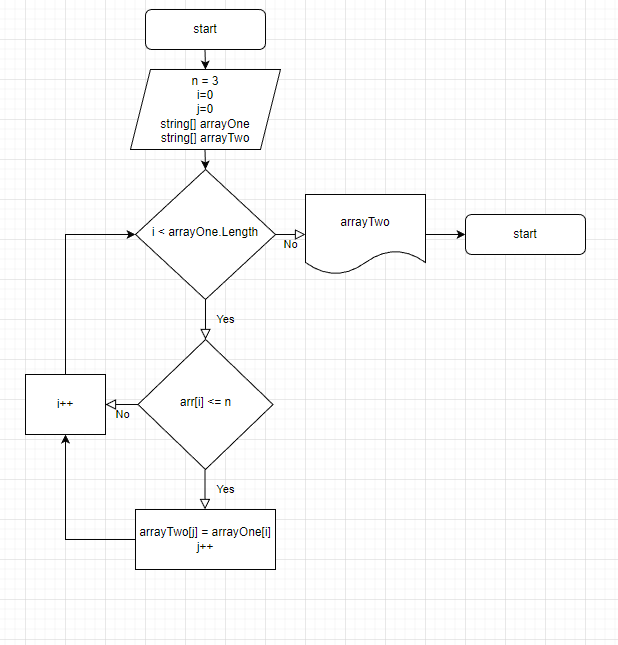 start
n = 3
i=0
j=0
string[] arrayOne
string[] arrayTwo
i < arrayOne.Length
No
arrayTwo
start
Yes
arr[i] <= n
No
i++
Yes
arrayTwo[j] = arrayOne[i]
j++